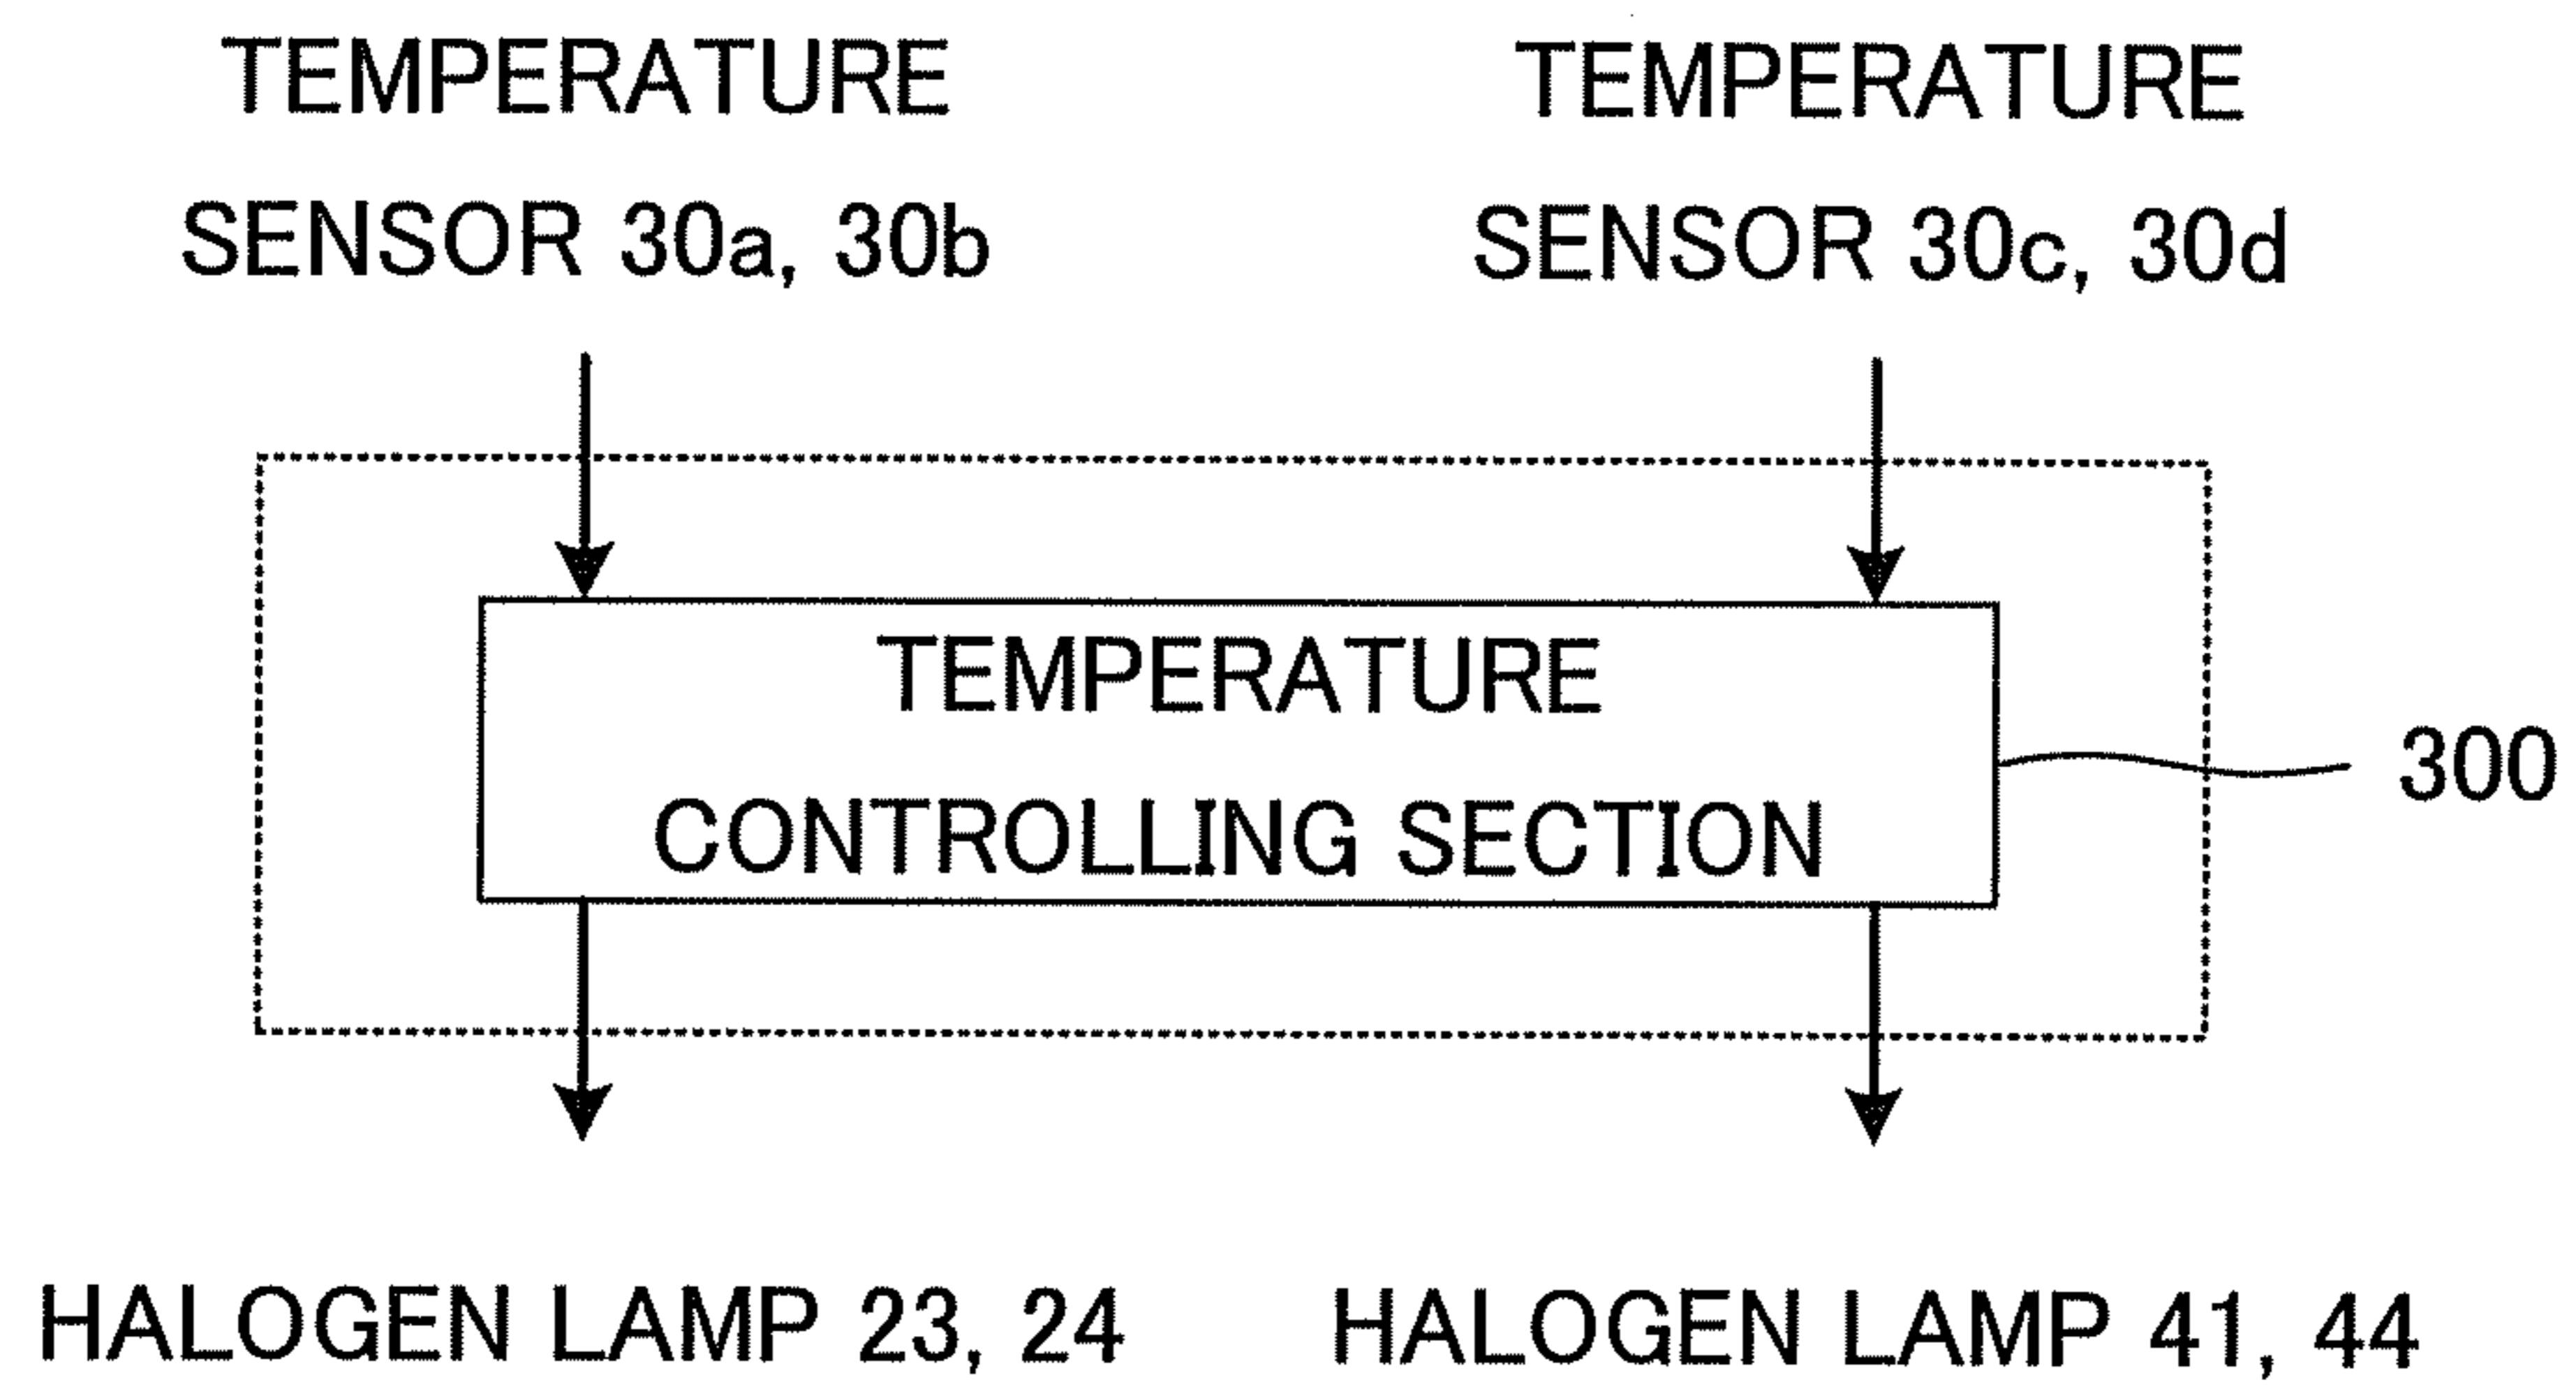 TEMPERATURE
SENSOR 30a, 30b
TEMPERATURE
SENSOR 30c, 30d
TEMPERATURE
CONTROLLING SECTION
300
HALOGEN LAMP 23, 24
HALOGEN LAMP 41, 44